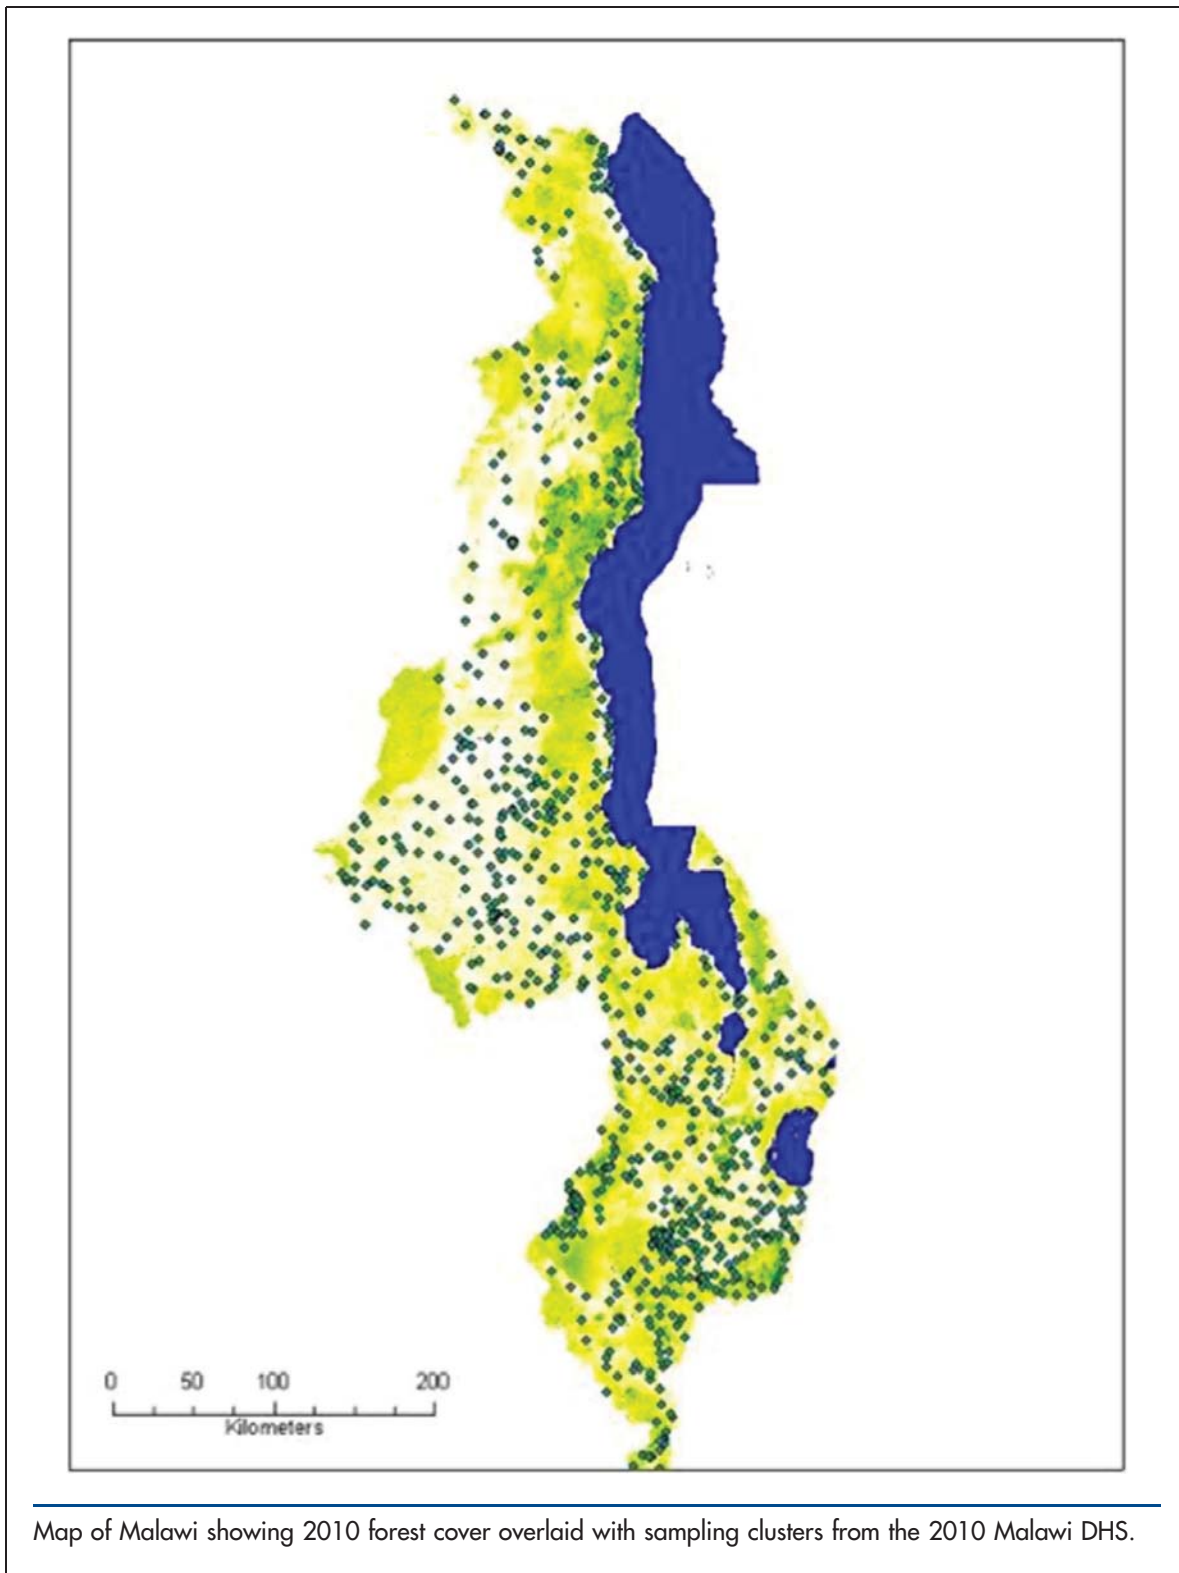 0 50 100 200
Kilometers
Map of Malawi showing 2010 forest cover overlaid with sampling clusters from the 2010 Malawi DHS.